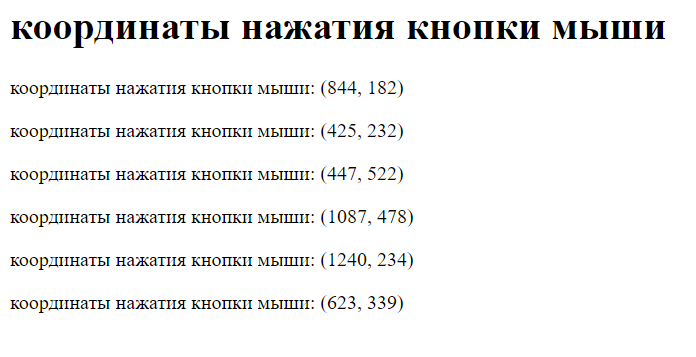 координаты нажатия кнопки мыши
координаты нажатия кнопки мыши: (844, 182)
координаты нажатия кнопки мыши: (425, 232)
координаты нажатия кнопки мыши: (447, 522)
координаты нажатия кнопки мыши: (1087, 478)
координаты нажатия кнопки мыши: (1240, 234)
координаты нажатия кнопки мыши: (623, 339)